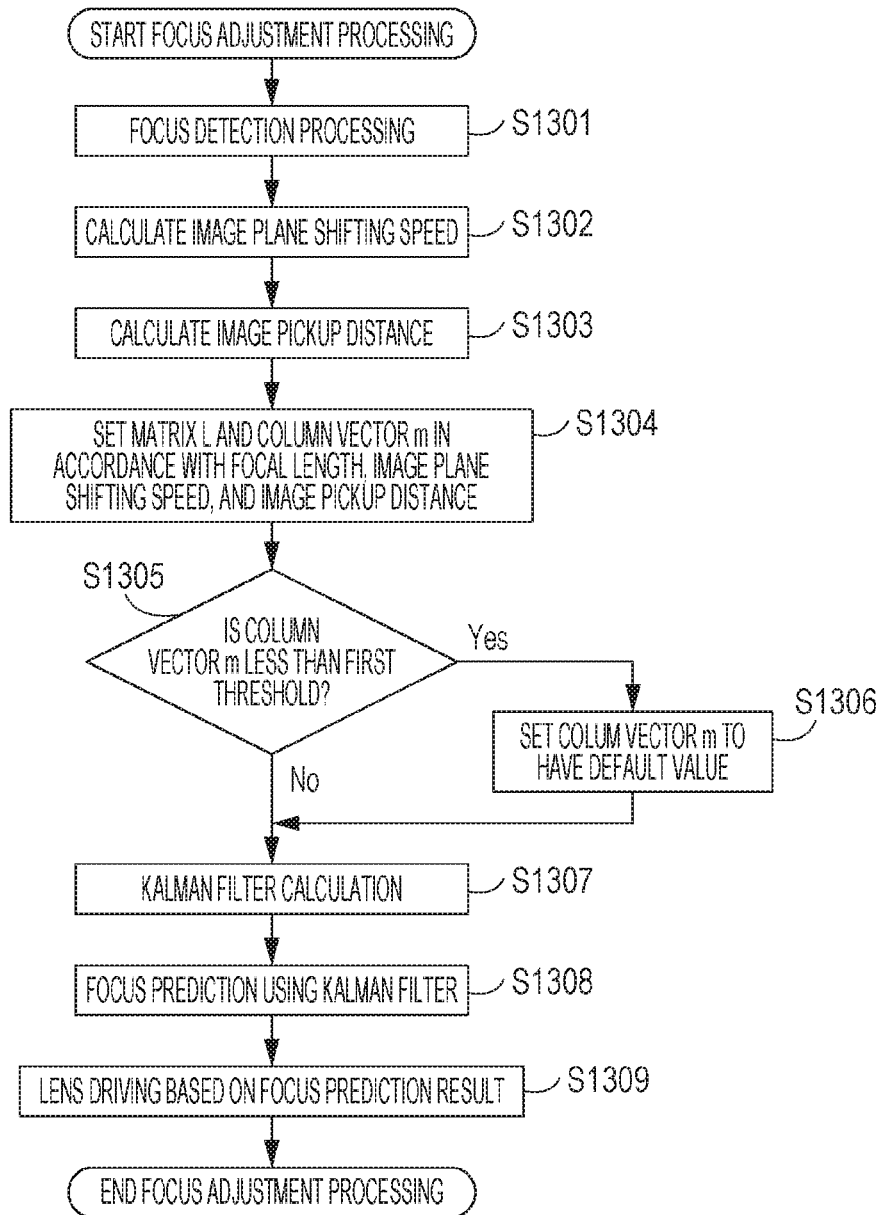 START FOCUS ADJUSTMENT PROCESSING
FOCUS DETECTION PROCESSING
S1301
CALCULATE IMAGE PLANE SHIFTING SPEED
S1302
CALCULATE IMAGE PICKUP DISTANCE
S1303
SET MATRIX L AND COLUMN VECTOR m IN
ACCORDANCE WITH FOCAL LENGTH, IMAGE PLANE
SHIFTING SPEED, AND IMAGE PICKUP DISTANCE
S1304
S1305
IS COLUMN
VECTOR m LESS THAN FIRST
THRESHOLD?
Yes
No
SET COLUM VECTOR m TO
HAVE DEFAULT VALUE
S1306
KALMAN FILTER CALCULATION
S1307
FOCUS PREDICTION USING KALMAN FILTER
S1308
LENS DRIVING BASED ON FOCUS PREDICTION RESULT
S1309
END FOCUS ADJUSTMENT PROCESSING